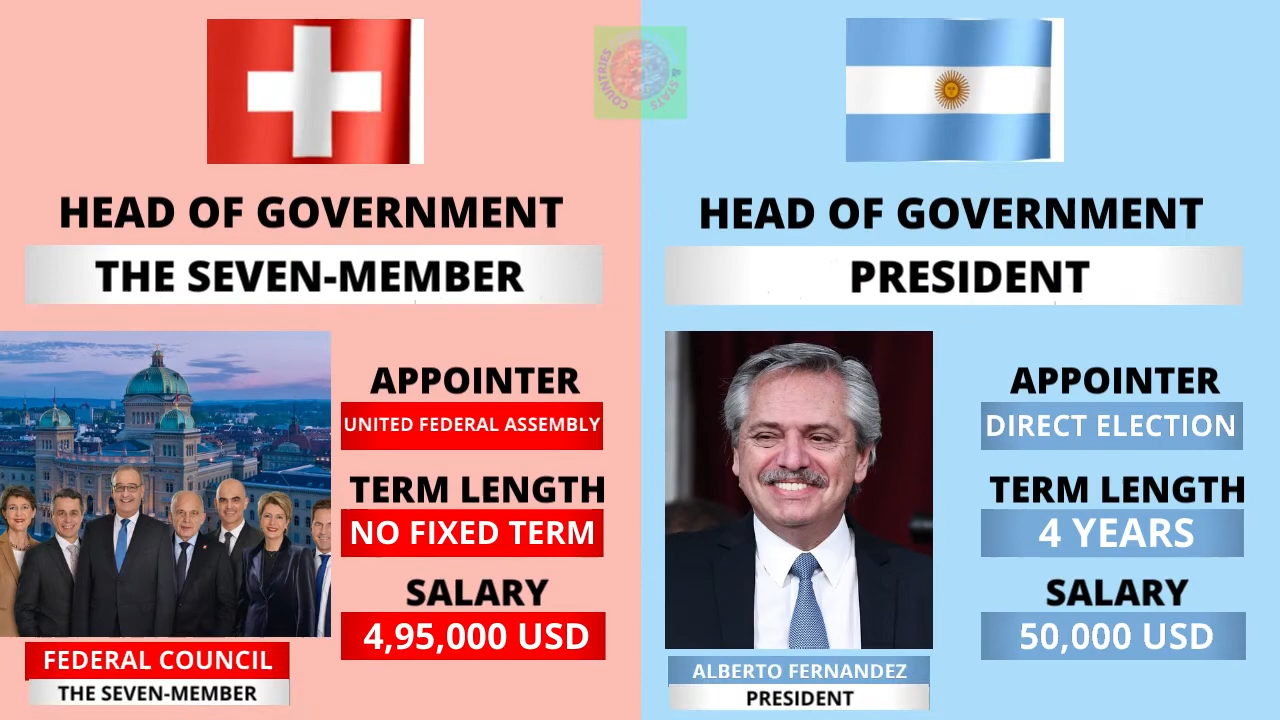 COUNTRIES & STATS
HEAD OF GOVERNMENT
THE SEVEN-MEMBER
APPOINTER
UNITED FEDERAL ASSEMBLY
TERM LENGTH
NO FIXED TERM
SALARY
4,95,000 USD
FEDERAL COUNCIL
THE SEVEN-MEMBER
HEAD OF GOVERNMENT
PRESIDENT
APPOINTER
DIRECT ELECTION
TERM LENGTH
4 YEARS
SALARY
50,000 USD
ALBERTO FERNANDEZ
PRESIDENT